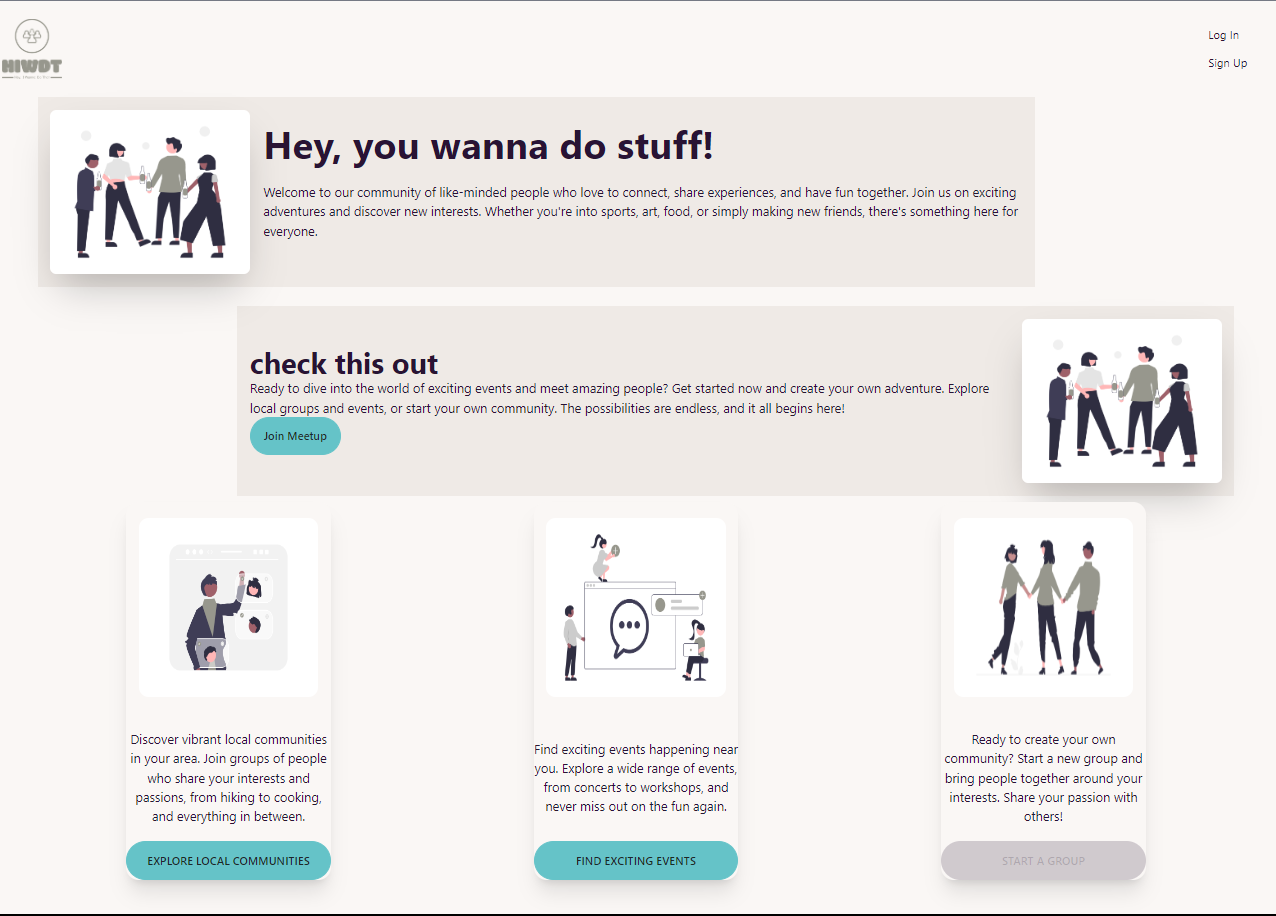 HIWDT
Log In
Sign Up
Hey, you wanna do stuff!
Welcome to our community of like-minded people who love to connect, share experiences, and have fun together. Join us on exciting
adventures and discover new interests. Whether you're into sports, art, food, or simply making new friends, there's something here for
everyone.
check this out
Ready to dive into the world of exciting events and meet amazing people? Get started now and create your own adventure. Explore
local groups and events, or start your own community. The possibilities are endless, and it all begins here!
Join Meetup
Discover vibrant local communities
in your area. Join groups of people
who share your interests and
passions, from hiking to cooking,
and everything in between.
EXPLORE LOCAL COMMUNITIES
Find exciting events happening near
you. Explore a wide range of events,
from concerts to workshops, and
never miss out on the fun again.
FIND EXCITING EVENTS
Ready to create your own
community? Start a new group and
bring people together around your
interests. Share your passion with
others!
START A GROUP